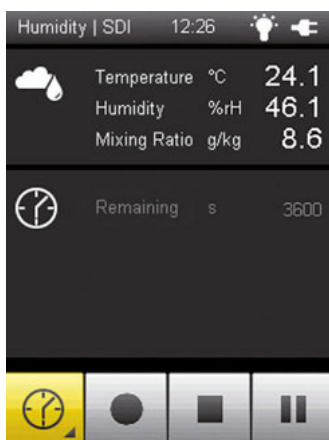 Humidity | SDI 12:26
Temperature °C 24.1
Humidity %rH 46.1
Mixing Ratio g/kg 8.6
Remaining s 3600